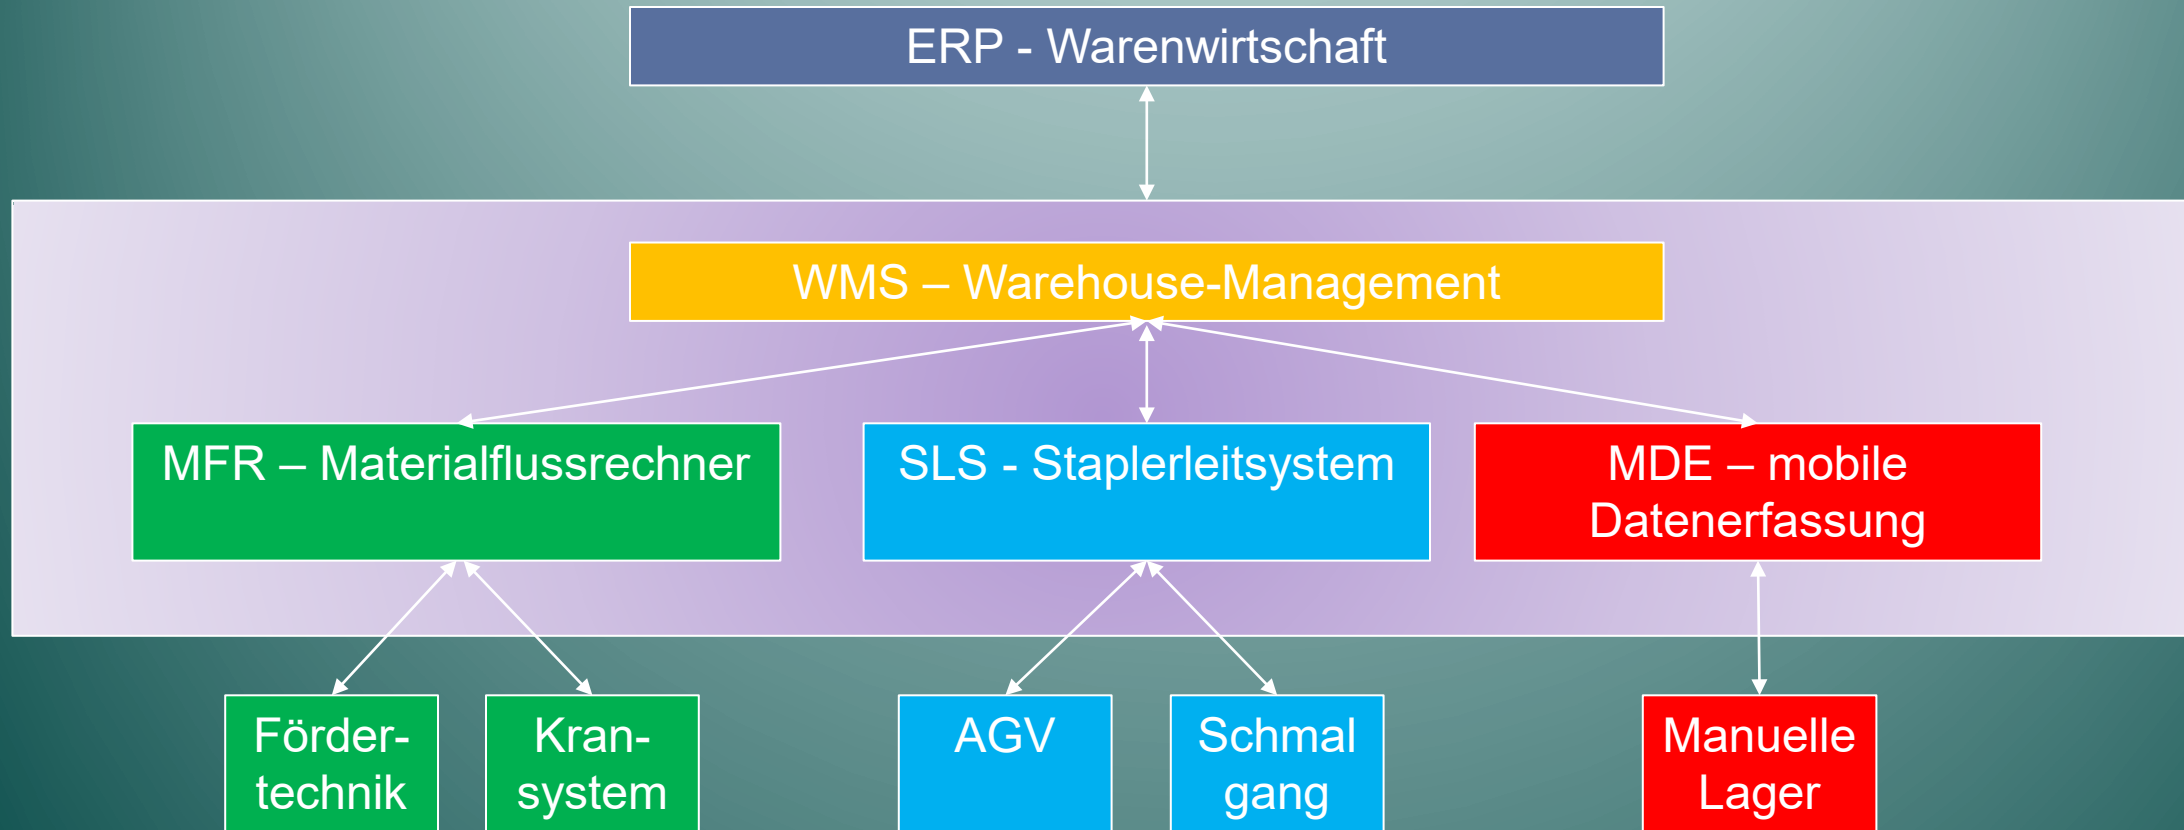 ERP - Warenwirtschaft
WMS – Warehouse-Management
MFR – Materialflussrechner
SLS - Staplerleitsystem
MDE – mobile
Datenerfassung
Förder-
technik
Kran-
system
AGV
Schmal
gang
Manuelle
Lager